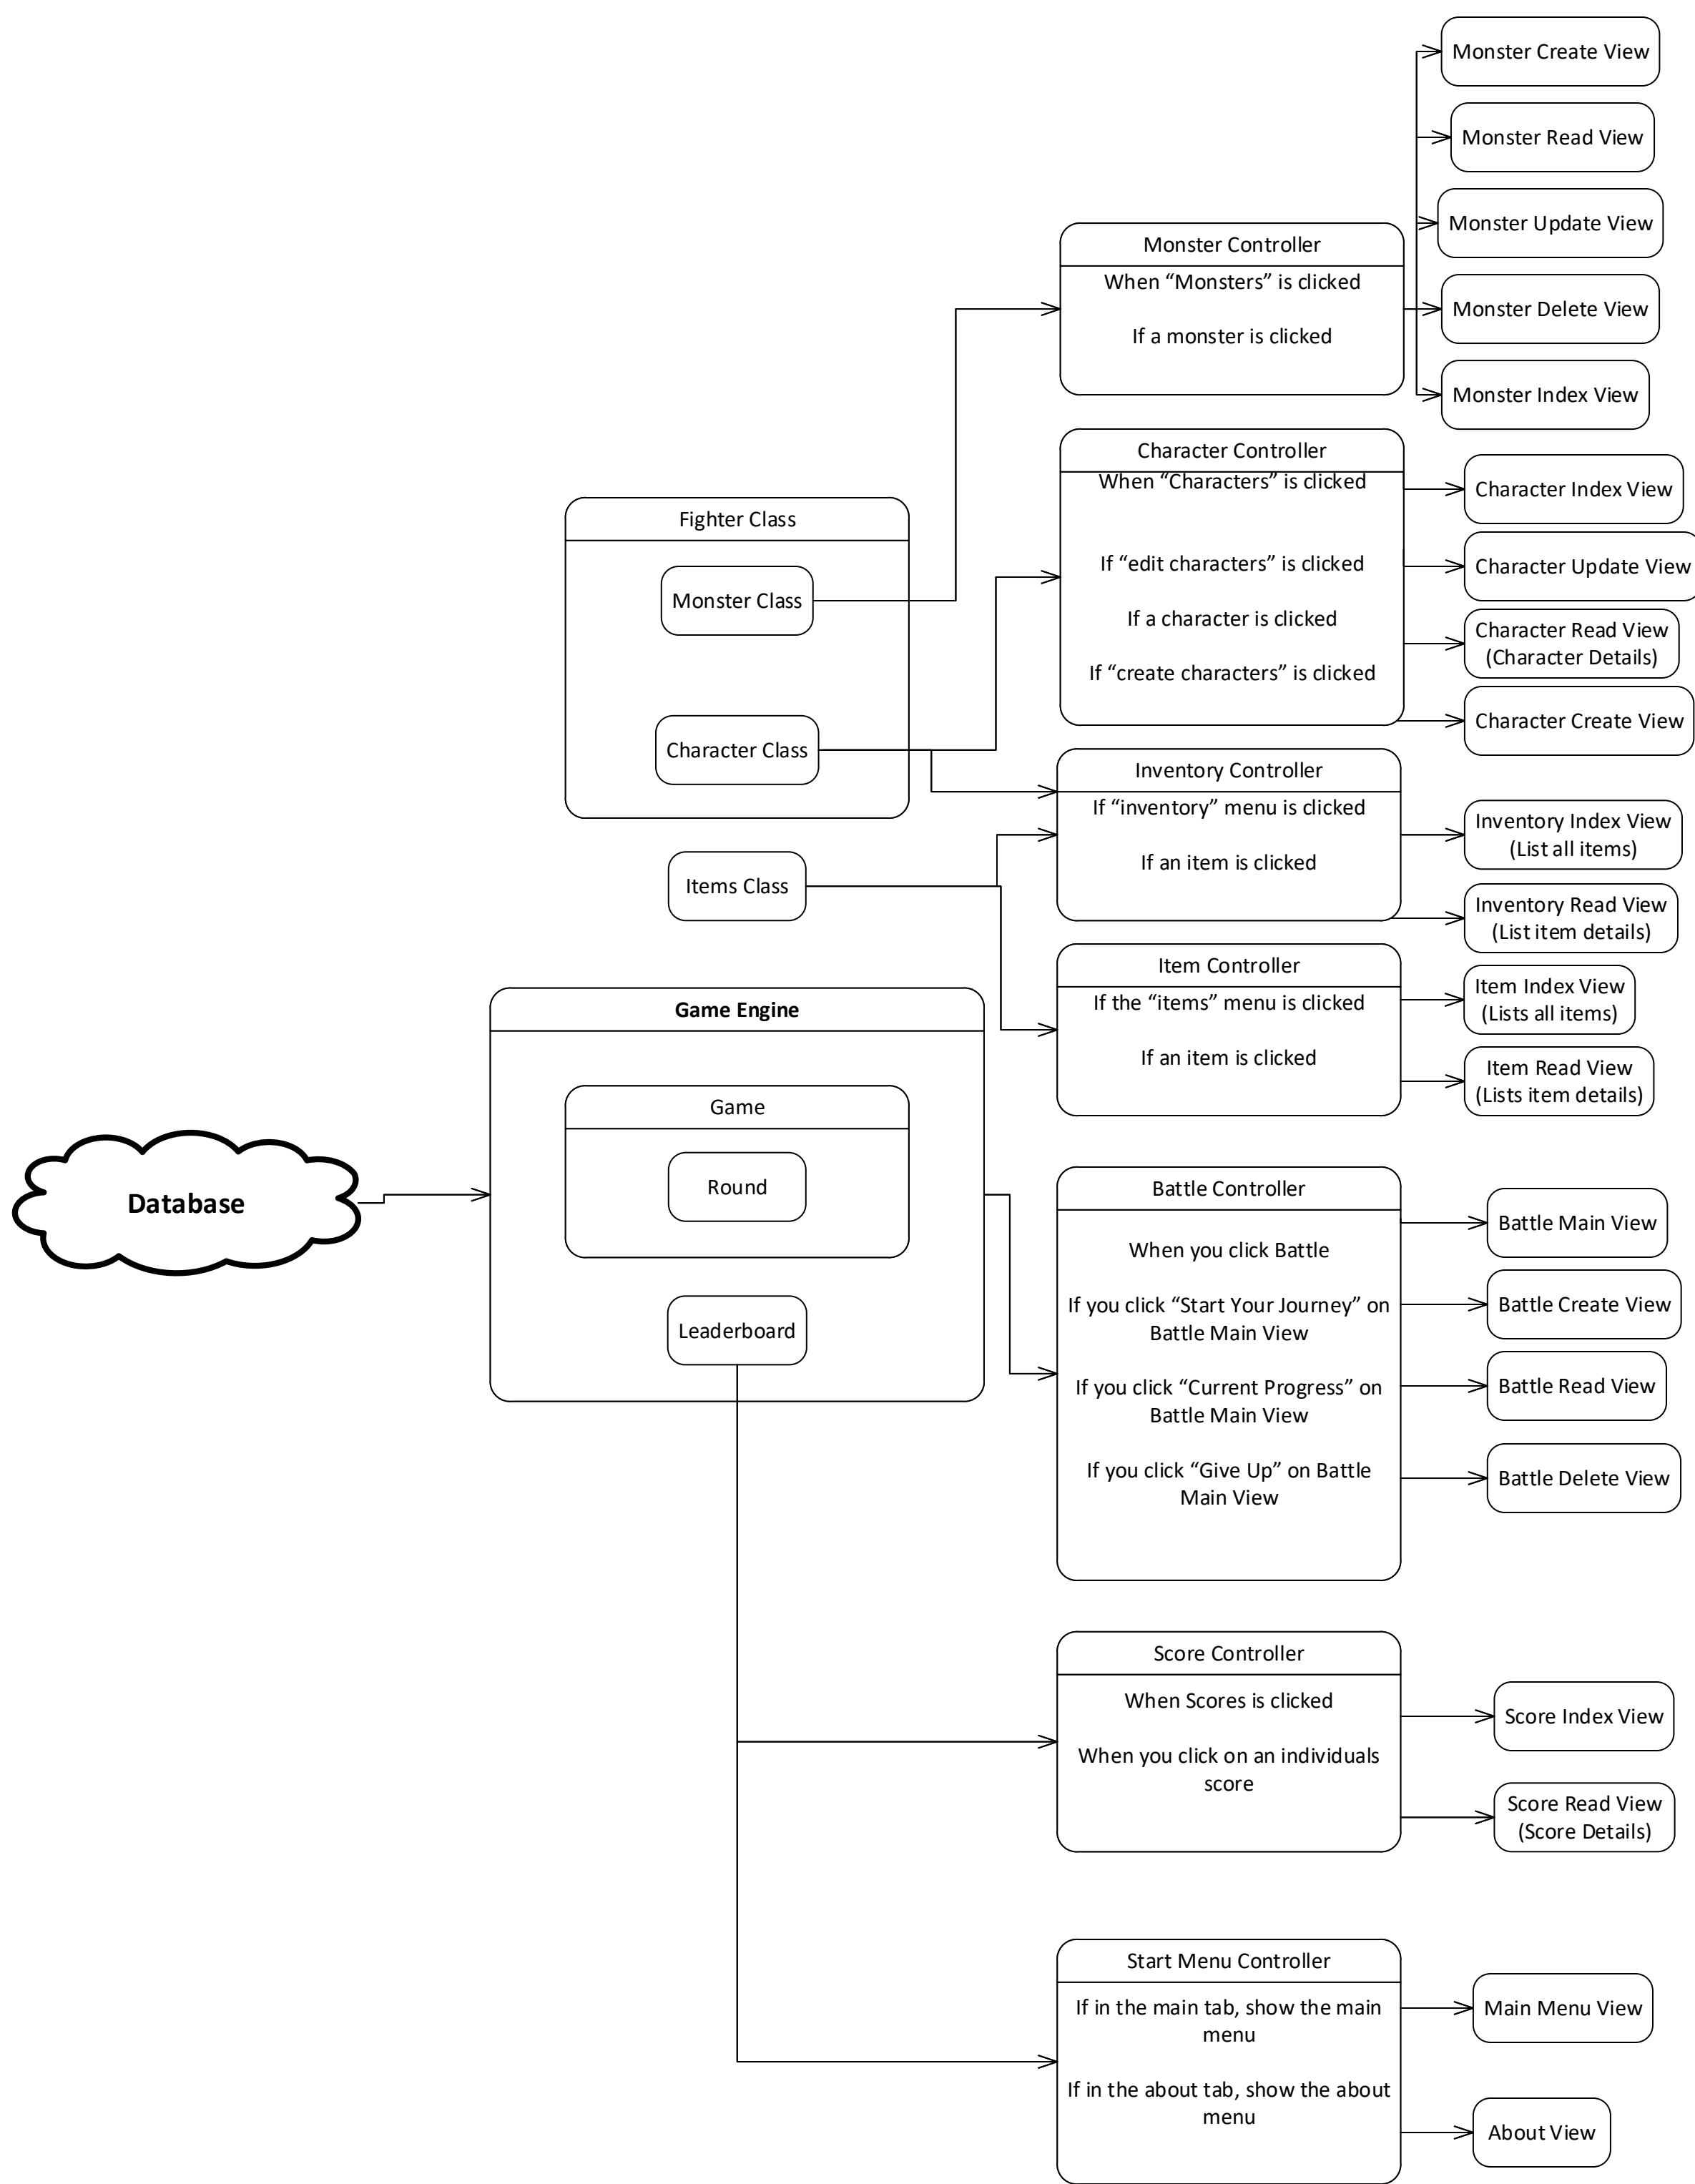 Monster Create View
Monster Read View
Monster Update View
Monster Delete View
Monster Index View
Monster Controller
When “Monsters” is clicked
If a monster is clicked
Character Controller
When “Characters” is clicked
If “edit characters” is clicked
If a character is clicked
If “create characters” is clicked
Character Index View
Character Update View
Character Read View
(Character Details)
Character Create View
Fighter Class
Monster Class
Character Class
Items Class
Inventory Controller
If “inventory” menu is clicked
If an item is clicked
Inventory Index View
(List all items)
Inventory Read View
(List item details)
Item Controller
If the “items” menu is clicked
If an item is clicked
Item Index View
(Lists all items)
Item Read View
(Lists item details)
Game Engine
Game
Round
Leaderboard
Database
Battle Controller
When you click Battle
If you click “Start Your Journey” on
Battle Main View
If you click “Current Progress” on
Battle Main View
If you click “Give Up” on Battle
Main View
Battle Main View
Battle Create View
Battle Read View
Battle Delete View
Score Controller
When Scores is clicked
When you click on an individuals
score
Score Index View
Score Read View
(Score Details)
Start Menu Controller
If in the main tab, show the main
menu
If in the about tab, show the about
menu
Main Menu View
About View